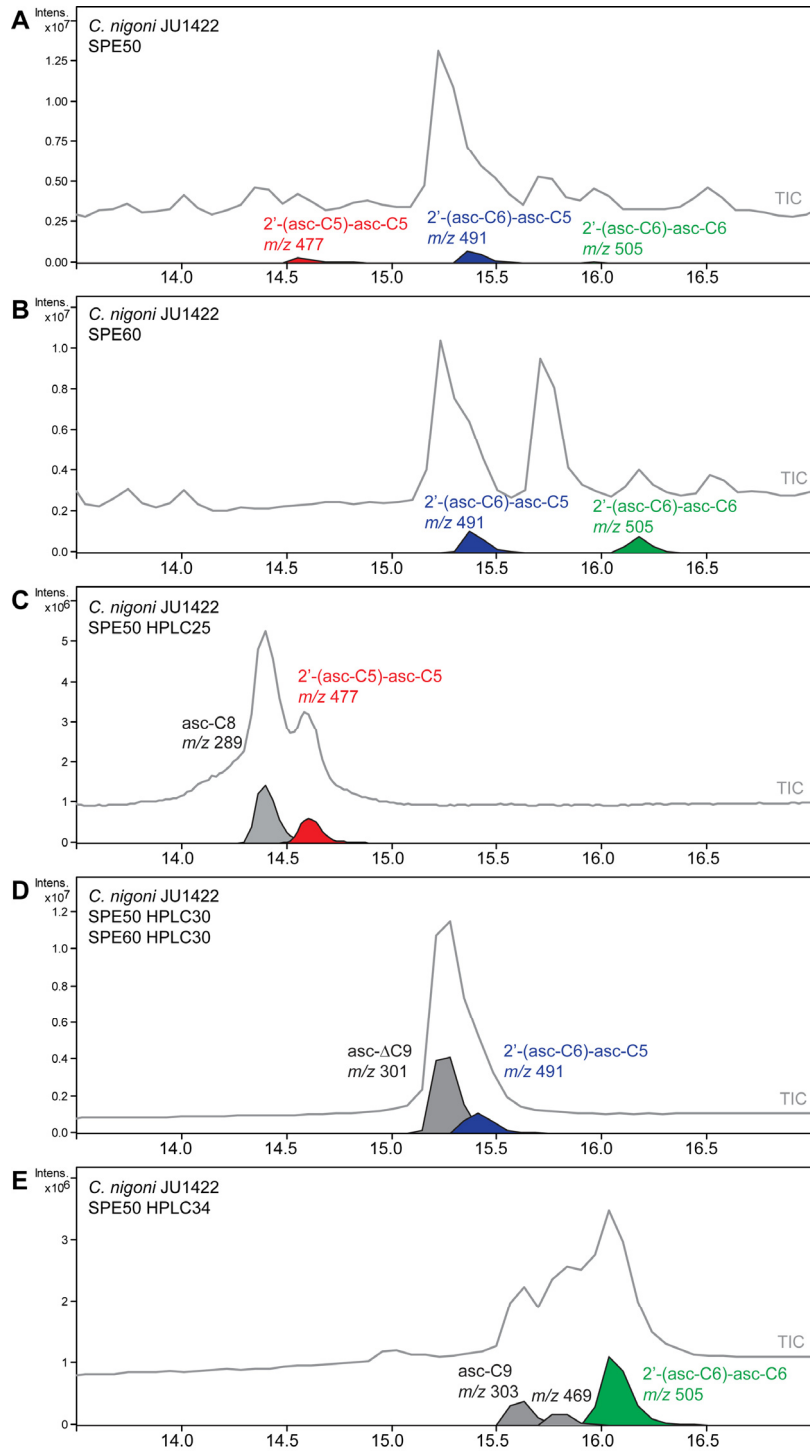 A
Intens.
x10⁷
C. nigoni JU1422
SPE50
1.25
1.00
0.75
0.50
0.25
0.00
TIC
2'-(asc-C5)-asc-C5
m/z 477
2'-(asc-C6)-asc-C5
m/z 491
2'-(asc-C6)-asc-C6
m/z 505
14.0 14.5 15.0 15.5 16.0 16.5
B
Intens.
x10⁷
C. nigoni JU1422
SPE60
1.0
0.8
0.6
0.4
0.2
0.0
TIC
2'-(asc-C6)-asc-C5
m/z 491
2'-(asc-C6)-asc-C6
m/z 505
14.0 14.5 15.0 15.5 16.0 16.5
C
Intens.
x10⁶
C. nigoni JU1422
SPE50 HPLC25
5
4
3
2
1
0
asc-C8
m/z 289
2'-(asc-C5)-asc-C5
m/z 477
TIC
14.0 14.5 15.0 15.5 16.0 16.5
D
Intens.
x10⁷
C. nigoni JU1422
SPE50 HPLC30
SPE60 HPLC30
1.2
1.0
0.8
0.6
0.4
0.2
0.0
asc-ΔC9
m/z 301
2'-(asc-C6)-asc-C5
m/z 491
TIC
14.0 14.5 15.0 15.5 16.0 16.5
E
Intens.
x10⁶
C. nigoni JU1422
SPE50 HPLC34
3
2
1
0
asc-C9
m/z 303
m/z 469
2'-(asc-C6)-asc-C6
m/z 505
TIC
14.0 14.5 15.0 15.5 16.0 16.5